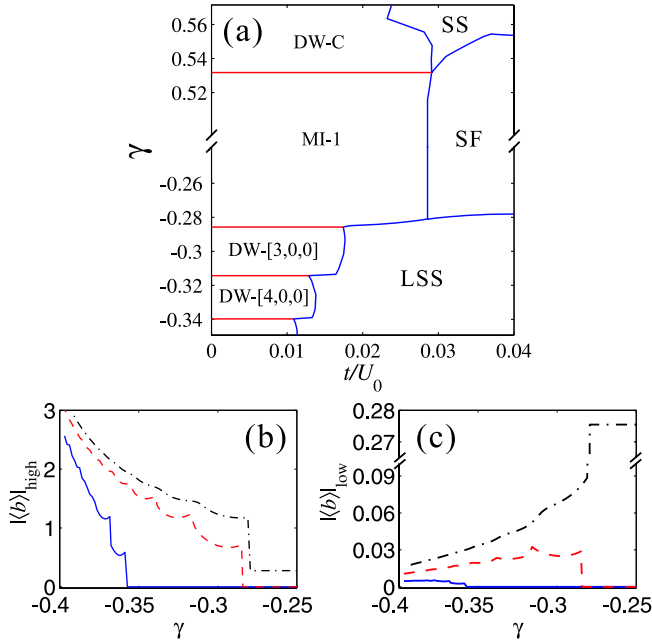 (a)
0.56
0.54
0.52
-0.26
-0.28
-0.3
-0.32
-0.34
γ
DW-C
SS
MI-1
SF
DW-[3,0,0]
LSS
DW-[4,0,0]
0 0.01 0.02 0.03 0.04
t/U₀
(b)
3
2
1
0
|⟨b⟩|high
-0.4 -0.35 -0.3 -0.25
γ
(c)
0.28
0.27
0.09
0.06
0.03
0
|⟨b⟩|low
-0.4 -0.35 -0.3 -0.25
γ